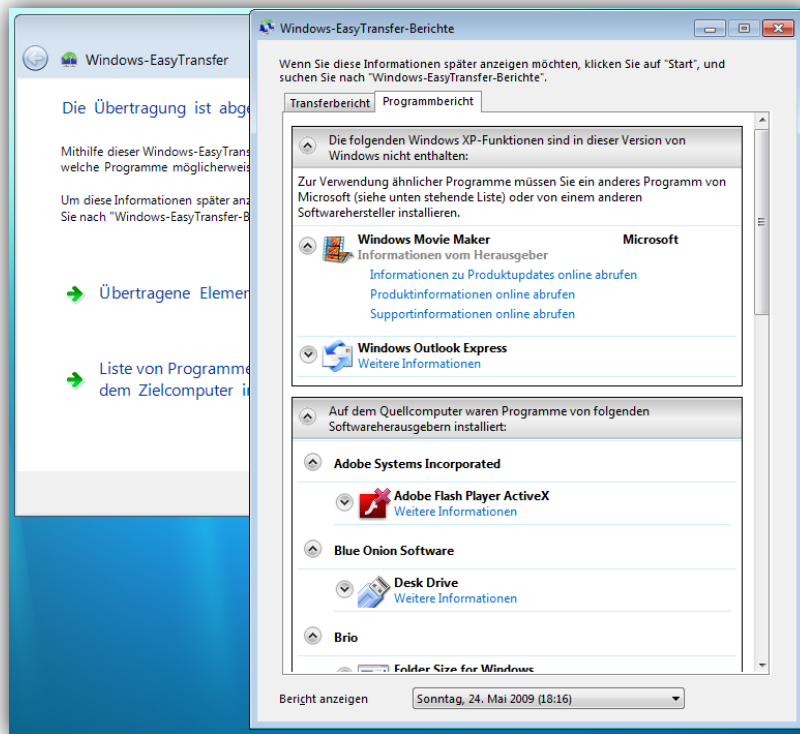 Windows-EasyTransfer
Die Übertragung ist abge
Mithilfe dieser Windows-EasyTrans
welche Programme möglicherweis
Um diese Informationen später anz
Sie nach "Windows-EasyTransfer-B
Übertragene Elemen
Liste von Programme
dem Zielcomputer in
Windows-EasyTransfer-Berichte
Wenn Sie diese Informationen später anzeigen möchten, klicken Sie auf "Start", und
suchen Sie nach "Windows-EasyTransfer-Berichte".
Transferbericht Programmbericht
Die folgenden Windows XP-Funktionen sind in dieser Version von
Windows nicht enthalten:
Zur Verwendung ähnlicher Programme müssen Sie ein anderes Programm von
Microsoft (siehe unten stehende Liste) oder von einem anderen
Softwarehersteller installieren.
Windows Movie Maker Microsoft
Informationen vom Herausgeber
Informationen zu Produktupdates online abrufen
Produktinformationen online abrufen
Supportinformationen online abrufen
Windows Outlook Express
Weitere Informationen
Auf dem Quellcomputer waren Programme von folgenden
Softwareherausgebern installiert:
Adobe Systems Incorporated
Adobe Flash Player ActiveX
Weitere Informationen
Blue Onion Software
Desk Drive
Weitere Informationen
Brio
Folder Size for Windows
Bericht anzeigen Sonntag, 24. Mai 2009 (18:16)